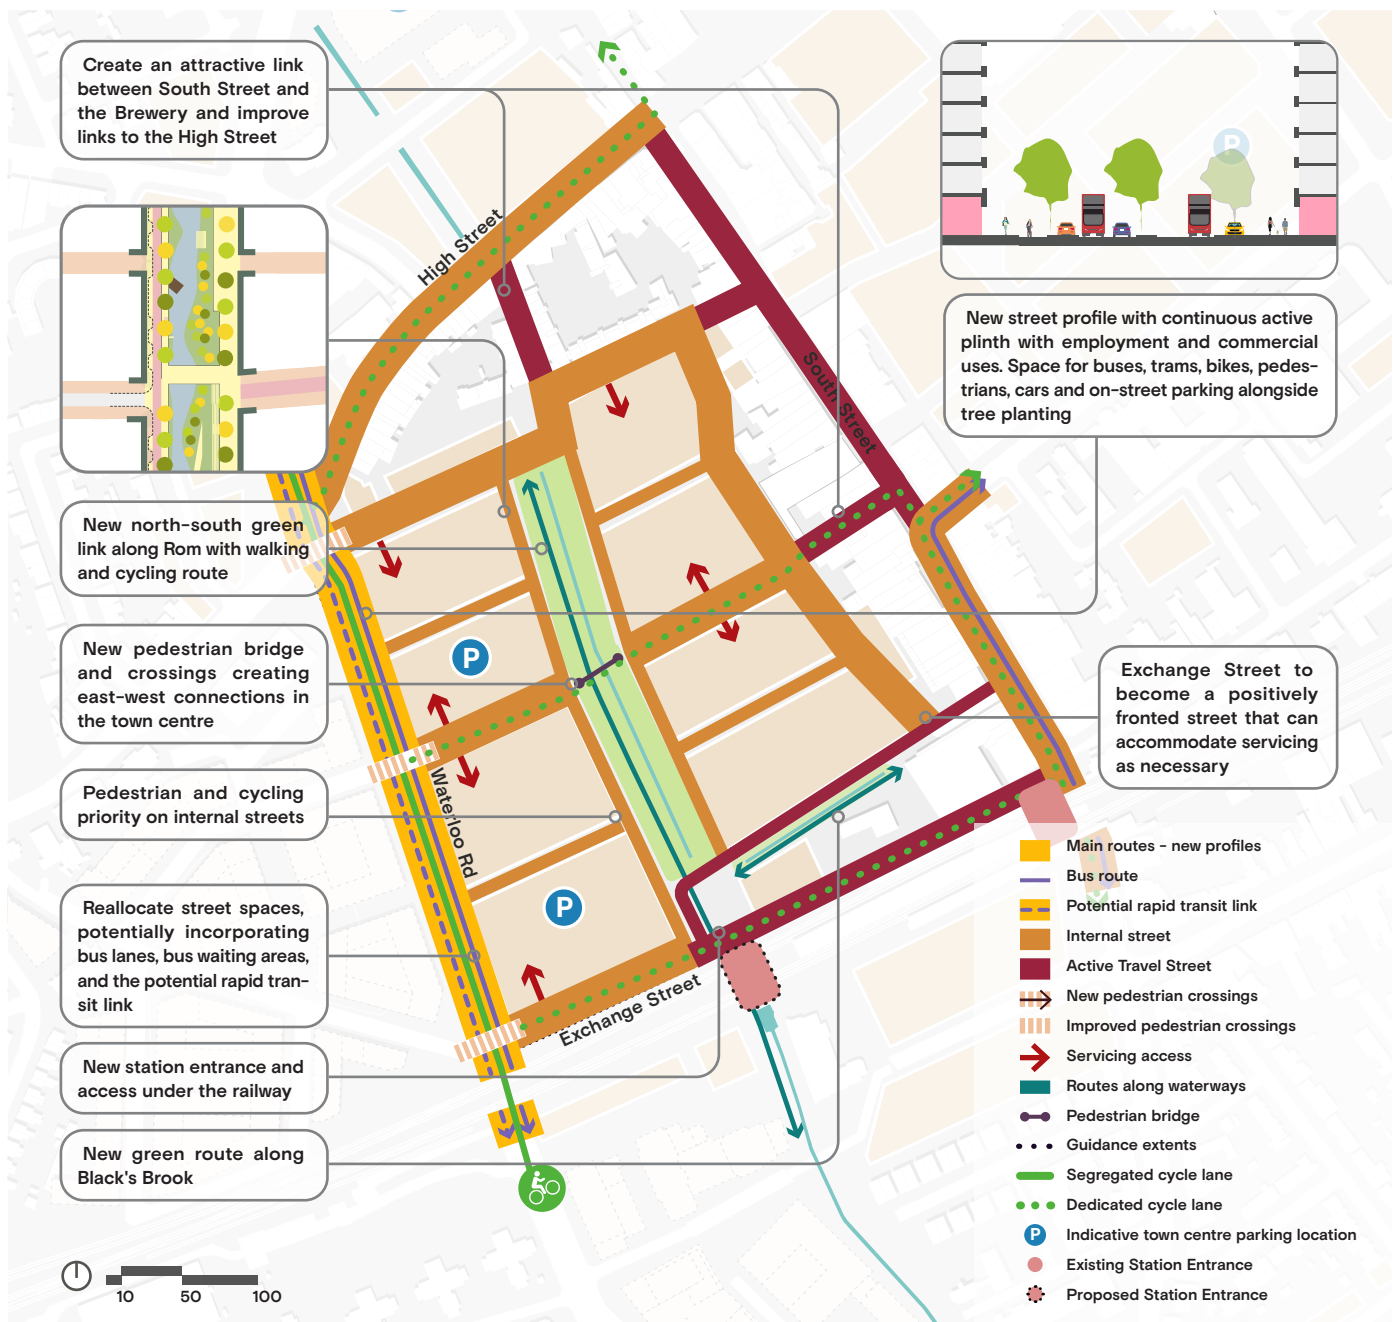 Create an attractive link
between South Street and
the Brewery and improve
links to the High Street
P
New street profile with continuous active
plinth with employment and commercial
uses. Space for buses, trams, bikes, pedes-
trians, cars and on-street parking alongside
tree planting
High Street
South Street
New north-south green
link along Rom with walking
and cycling route
New pedestrian bridge
and crossings creating
east-west connections in
the town centre
P
Exchange Street to
become a positively
fronted street that can
accommodate servicing
as necessary
Pedestrian and cycling
priority on internal streets
Waterloo Rd
Reallocate street spaces,
potentially incorporating
bus lanes, bus waiting areas,
and the potential rapid tran-
sit link
P
Exchange Street
New station entrance and
access under the railway
New green route along
Black's Brook
Main routes - new profiles
Bus route
Potential rapid transit link
Internal street
Active Travel Street
New pedestrian crossings
Improved pedestrian crossings
Servicing access
Routes along waterways
Pedestrian bridge
Guidance extents
Segregated cycle lane
Dedicated cycle lane
P Indicative town centre parking location
Existing Station Entrance
Proposed Station Entrance
10 50 100